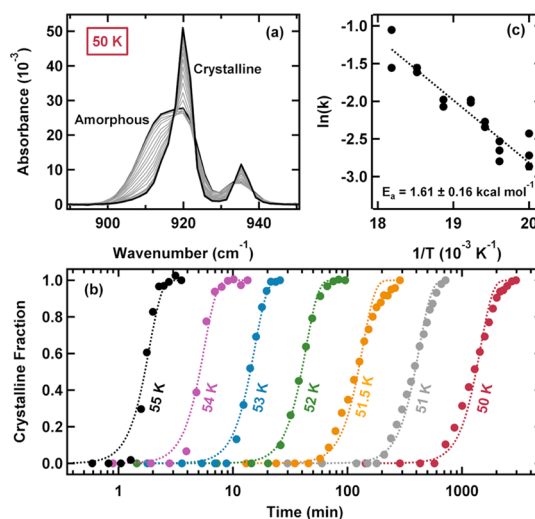 50 K
(a)
Crystalline
Amorphous
Absorbance (10⁻³)
50
40
30
20
10
0
900
920
940
Wavenumber (cm⁻¹)
(c)
ln(k)
-1.0
-1.5
-2.0
-2.5
-3.0
Eₐ = 1.61 ± 0.16 kcal mol⁻¹
18
19
20
1/T (10⁻³ K⁻¹)
(b)
Crystalline Fraction
1.0
0.8
0.6
0.4
0.2
0.0
55 K
54 K
53 K
52 K
51.5 K
51 K
50 K
1
10
100
1000
Time (min)